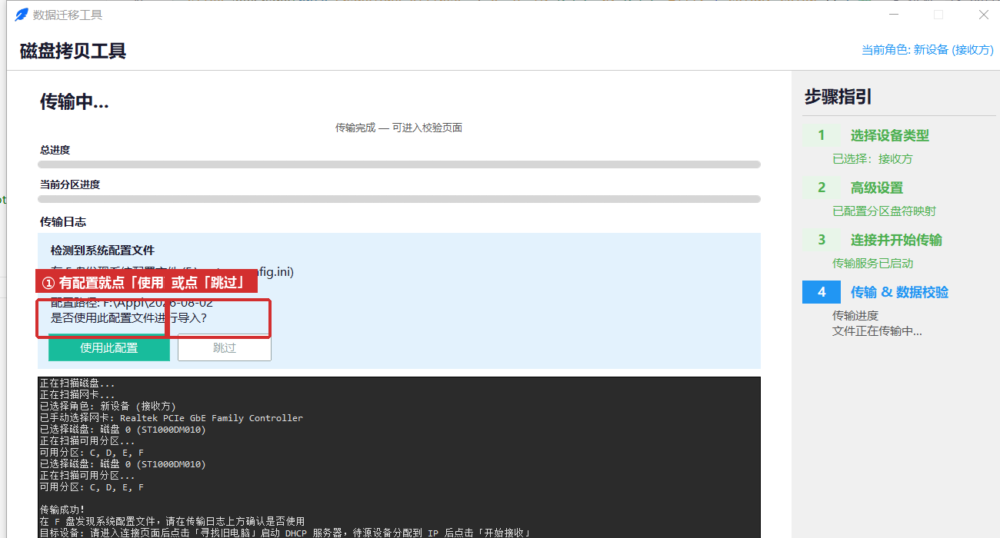 数据迁移工具
磁盘拷贝工具
当前角色: 新设备 (接收方)
传输中...
传输完成 — 可进入校验页面
总进度
当前分区进度
传输日志
检测到系统配置文件
fig.ini)
① 有配置就点「使用 或点「跳过」
配置路径: F:\AppI\2026-08-02
是否使用此配置文件进行导入?
使用此配置
跳过
正在扫描磁盘...
正在扫描网卡...
已选择角色: 新设备 (接收方)
已手动选择网卡: Realtek PCIe GbE Family Controller
已选择磁盘: 磁盘 0 (ST1000DM010)
正在扫描可用分区...
可用分区: C, D, E, F
已选择磁盘: 磁盘 0 (ST1000DM010)
正在扫描可用分区...
可用分区: C, D, E, F
传输成功!
在 F 盘发现系统配置文件，请在传输日志上方确认是否使用
目标设备: 请进入连接页面后点击「寻找旧电脑」启动 DHCP 服务器，待源设备分配到 IP 后点击「开始接收」
步骤指引
1 选择设备类型
已选择: 接收方
2 高级设置
已配置分区盘符映射
3 连接并开始传输
传输服务已启动
4 传输 & 数据校验
传输进度
文件正在传输中...